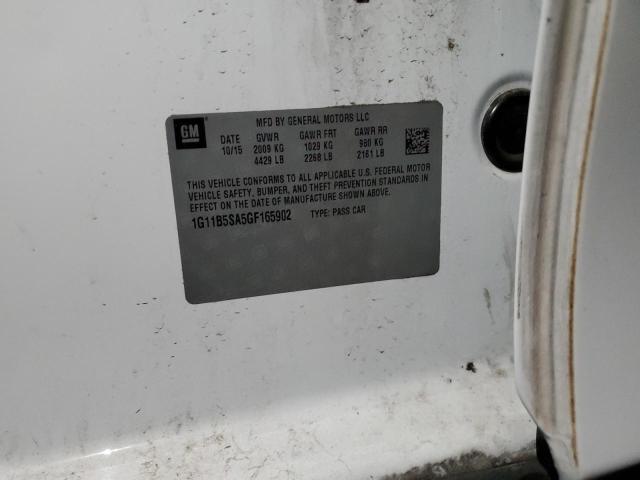 GM
MFD BY GENERAL MOTORS LLC
DATE GVWR GAWR FRT GAWR RR
10/15 2009 KG 1029 KG 980 KG
4429 LB 2268 LB 2161 LB
THIS VEHICLE CONFORMS TO ALL APPLICABLE U.S. FEDERAL MOTOR
VEHICLE SAFETY, BUMPER, AND THEFT PREVENTION STANDARDS IN
EFFECT ON THE DATE OF MANUFACTURE SHOWN ABOVE.
1G11B5SA5GF165902 TYPE: PASS CAR